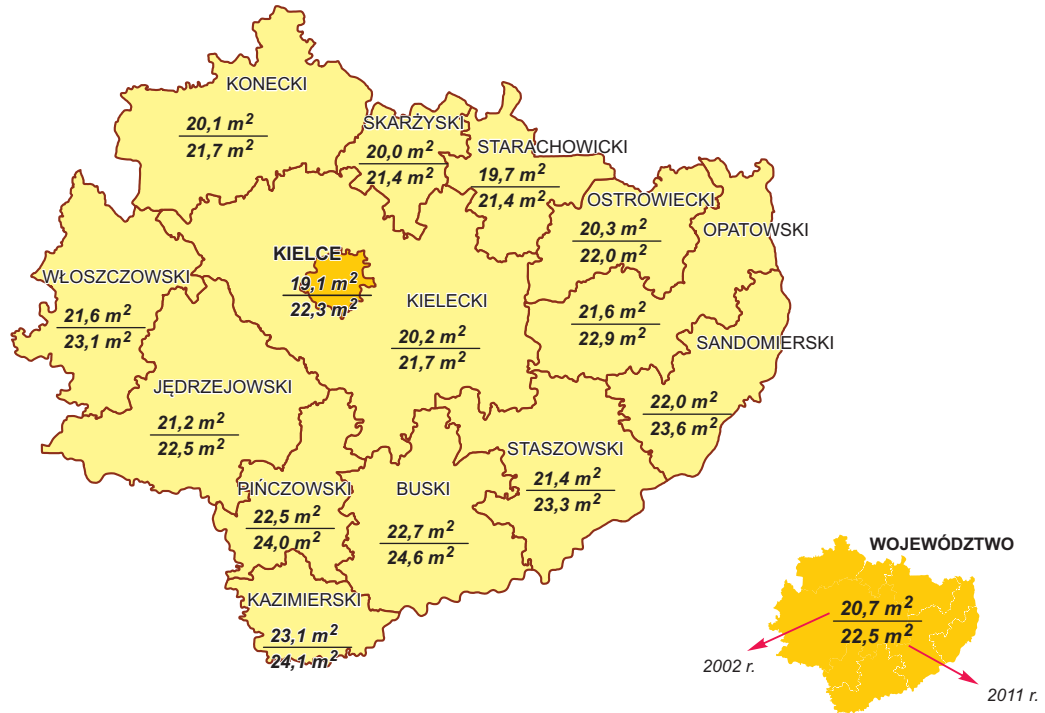 KONECKI
20,1 m²
21,7 m²
SKARŻYSKI
20,0 m²
21,4 m²
STARACHOWICKI
19,7 m²
21,4 m²
OSTROWIECKI
20,3 m²
22,0 m²
OPATOWSKI
21,6 m²
22,9 m²
WŁOSZCZOWSKI
21,6 m²
23,1 m²
KIELCE
19,1 m²
22,3 m²
KIELECKI
20,2 m²
21,7 m²
SANDOMIERSKI
22,0 m²
23,6 m²
JĘDRZEJOWSKI
21,2 m²
22,5 m²
STASZOWSKI
21,4 m²
23,3 m²
PIŃCZOWSKI
22,5 m²
24,0 m²
BUSKI
22,7 m²
24,6 m²
KAZIMIERSKI
23,1 m²
24,1 m²
WOJEWÓDZTWO
20,7 m²
22,5 m²
2002 r.
2011 r.